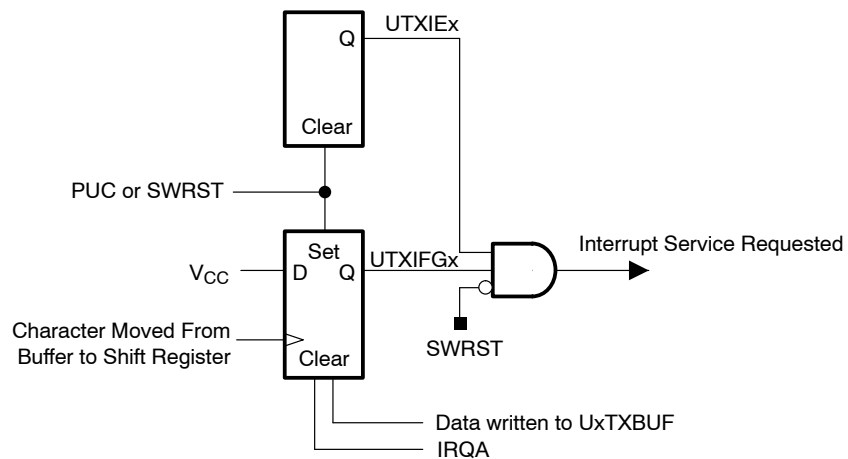 UTXIEx
Q
Clear
PUC or SWRST
Set
UTXIFGx
Interrupt Service Requested
VCC
D
Q
Character Moved From
Buffer to Shift Register
Clear
SWRST
Data written to UxTXBUF
IRQA